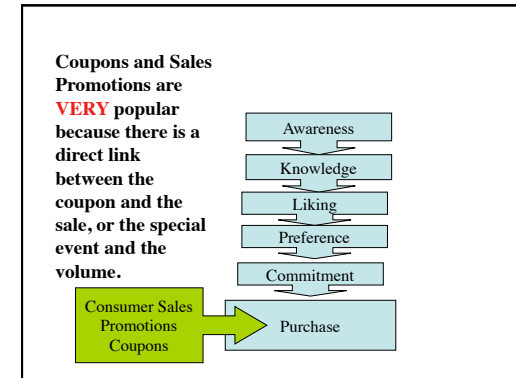 Coupons and Sales
Promotions are
VERY popular
because there is a
direct link
between the
coupon and the
sale, or the special
event and the
volume.
Awareness
Knowledge
Liking
Preference
Commitment
Consumer Sales
Promotions
Coupons
Purchase